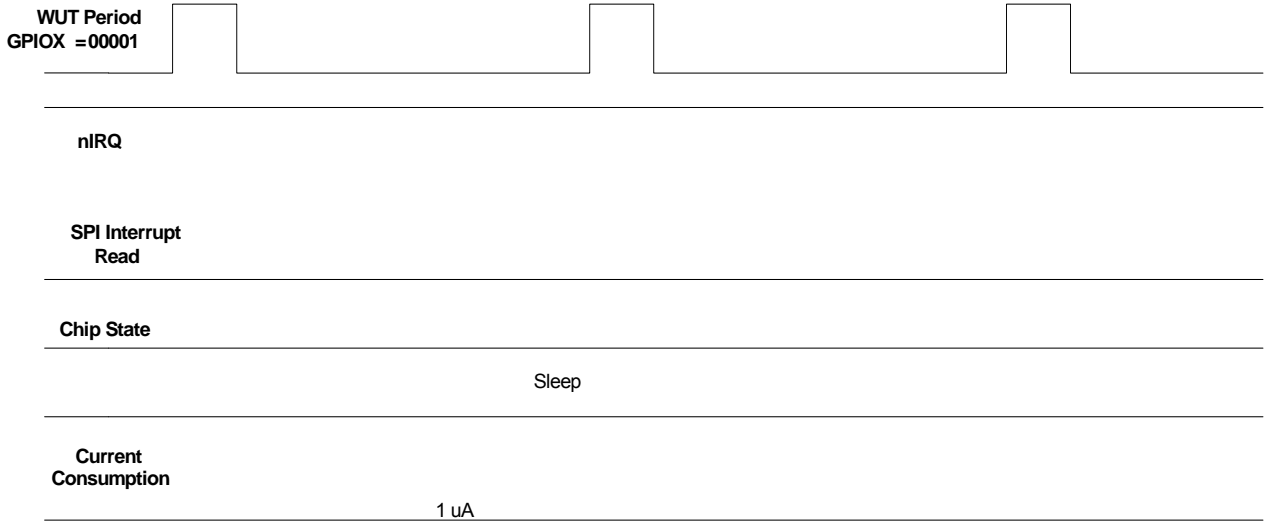 WUT Period
GPIOX =00001
nIRQ
SPI Interrupt
Read
Chip State
Sleep
Current
Consumption
1 uA